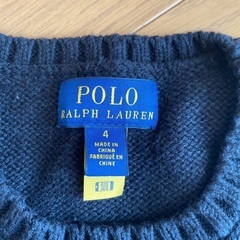 POLO
RALPH LAUREN
4
MADE IN
CHINA
FABRIQUÉ EN
CHINE